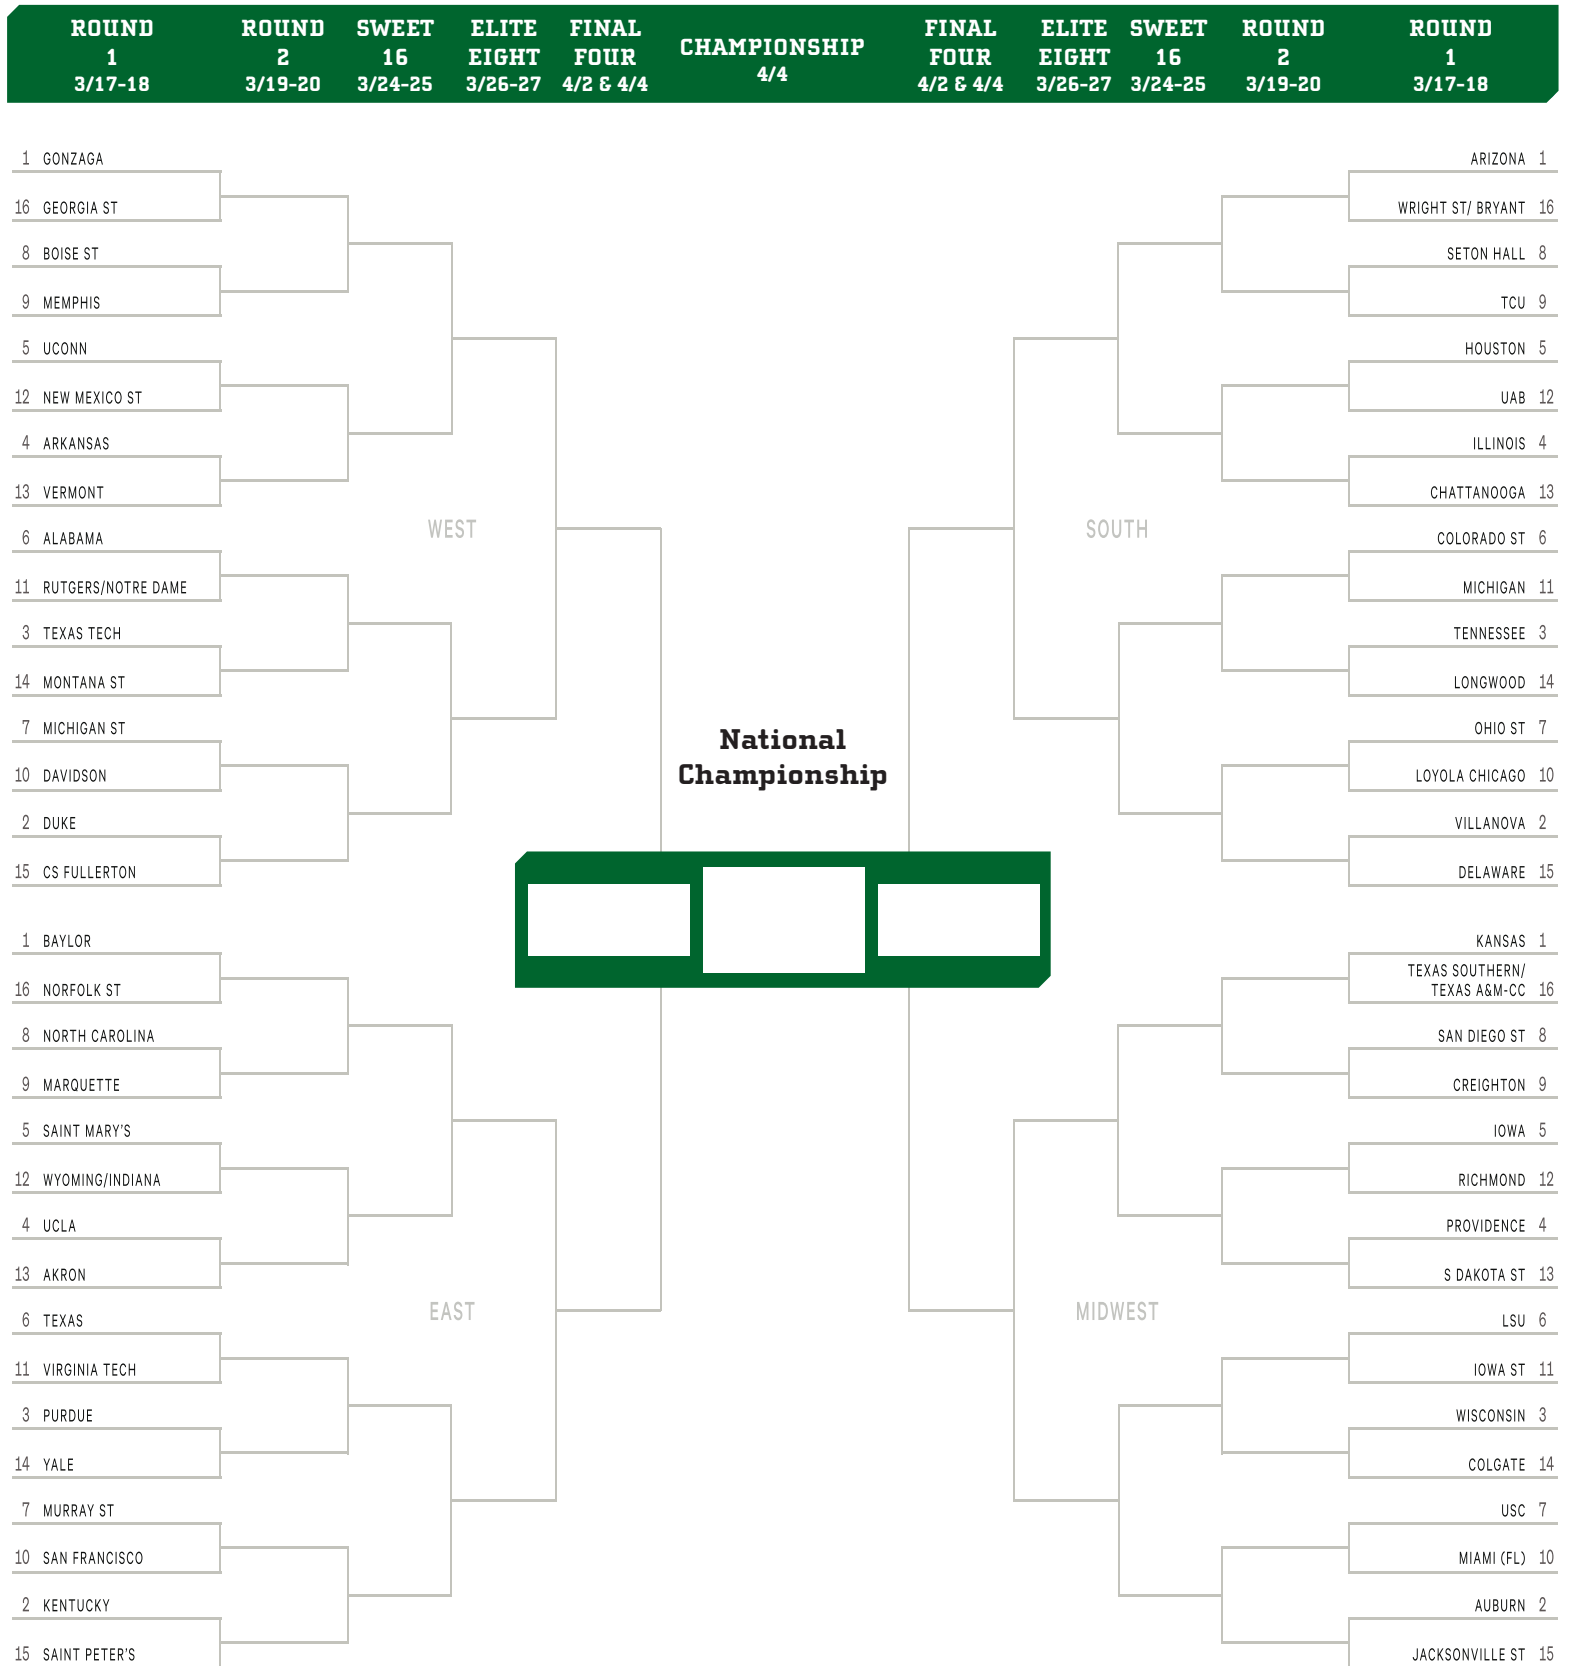 ROUND
1
3/17-18
ROUND
2
3/19-20
SWEET
16
3/24-25
ELITE
EIGHT
3/26-27
FINAL
FOUR
4/2 & 4/4
CHAMPIONSHIP
4/4
FINAL
FOUR
4/2 & 4/4
ELITE
EIGHT
3/26-27
SWEET
16
3/24-25
ROUND
2
3/19-20
ROUND
1
3/17-18
1 GONZAGA
16 GEORGIA ST
8 BOISE ST
9 MEMPHIS
5 UCONN
12 NEW MEXICO ST
4 ARKANSAS
13 VERMONT
WEST
6 ALABAMA
11 RUTGERS/NOTRE DAME
3 TEXAS TECH
14 MONTANA ST
7 MICHIGAN ST
10 DAVIDSON
2 DUKE
15 CS FULLERTON
1 BAYLOR
16 NORFOLK ST
8 NORTH CAROLINA
9 MARQUETTE
5 SAINT MARY'S
12 WYOMING/INDIANA
4 UCLA
13 AKRON
EAST
6 TEXAS
11 VIRGINIA TECH
3 PURDUE
14 YALE
7 MURRAY ST
10 SAN FRANCISCO
2 KENTUCKY
15 SAINT PETER'S
National
Championship
ARIZONA 1
WRIGHT ST/ BRYANT 16
SETON HALL 8
TCU 9
HOUSTON 5
UAB 12
ILLINOIS 4
CHATTANOOGA 13
SOUTH
COLORADO ST 6
MICHIGAN 11
TENNESSEE 3
LONGWOOD 14
OHIO ST 7
LOYOLA CHICAGO 10
VILLANOVA 2
DELAWARE 15
KANSAS 1
TEXAS SOUTHERN/
TEXAS A&M-CC 16
SAN DIEGO ST 8
CREIGHTON 9
IOWA 5
RICHMOND 12
PROVIDENCE 4
S DAKOTA ST 13
MIDWEST
LSU 6
IOWA ST 11
WISCONSIN 3
COLGATE 14
USC 7
MIAMI (FL) 10
AUBURN 2
JACKSONVILLE ST 15